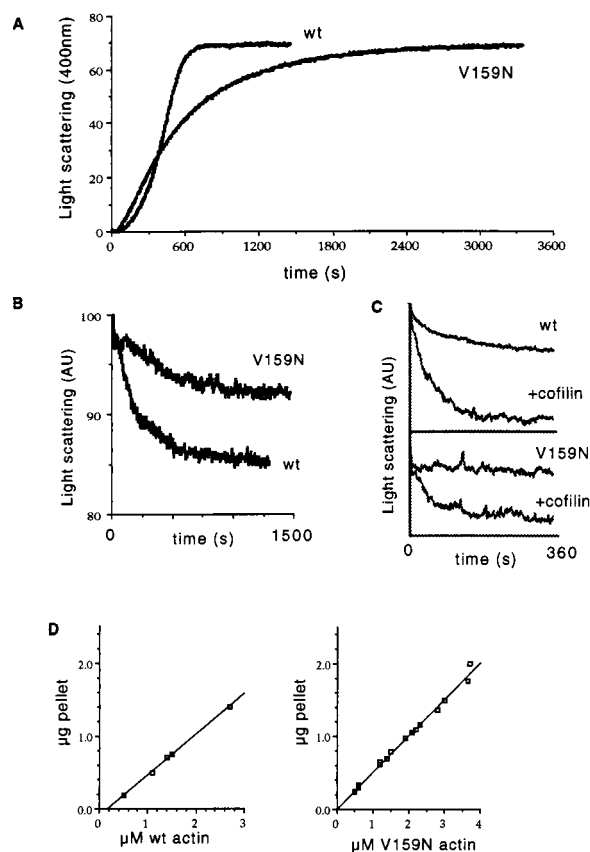 A
Light scattering (400nm)
80
60
40
20
0
wt
V159N
0 600 1200 1800 2400 3000 3600
time (s)
B
Light scattering (AU)
100
90
80
V159N
wt
0 1500
time (s)
C
Light scattering (AU)
wt
+cofilin
V159N
+cofilin
0 360
time (s)
D
µg pellet
2.0
1.0
0.0
0 1 2 3
µM wt actin
µg pellet
2.0
1.0
0.0
0 1 2 3 4
µM V159N actin